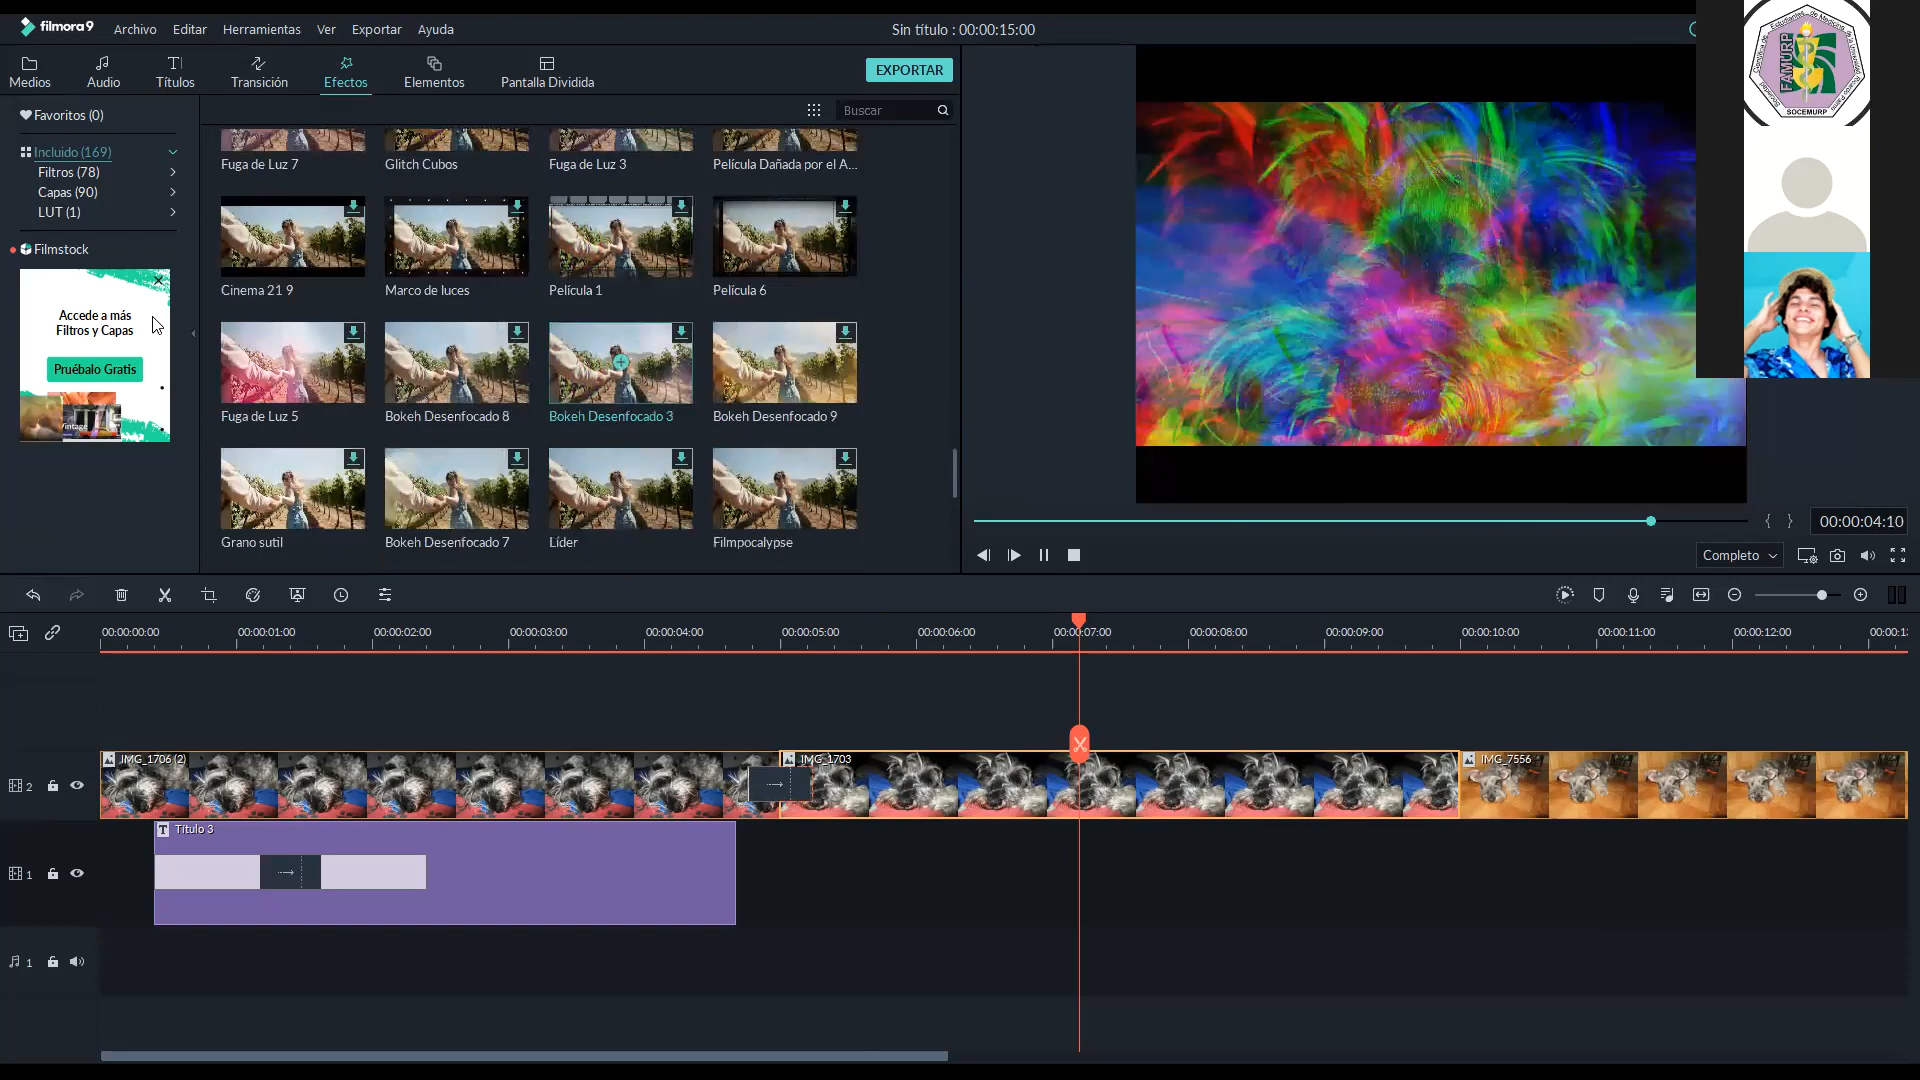 filmora9
Archivo Editar Herramientas Ver Exportar Ayuda
Sin título : 00:00:15:00
Medios Audio Títulos Transición Efectos Elementos Pantalla Dividida
EXPORTAR
Favoritos (0)
Buscar
Incluido (169)
Filtros (78)
Capas (90)
LUT (1)
Filmstock
Accede a más
Filtros y Capas
Pruébalo Gratis
Vintage
Fuga de Luz 7 Glitch Cubos Fuga de Luz 3 Película Dañada por el A...
Cinema 21 9 Marco de luces Película 1 Película 6
Fuga de Luz 5 Bokeh Desenfocado 8 Bokeh Desenfocado 3 Bokeh Desenfocado 9
Grano sutil Bokeh Desenfocado 7 Líder Filmpocalypse
FAMURP
SOCEMURP
{ } 00:00:04:10
Completo
00:00:00:00 00:00:01:00 00:00:02:00 00:00:03:00 00:00:04:00 00:00:05:00 00:00:06:00 00:00:07:00 00:00:08:00 00:00:09:00 00:00:10:00 00:00:11:00 00:00:12:00 00:00:1
IMG_1706 (2) IMG_1703 IMG_7556
2
T Título 3
1
1